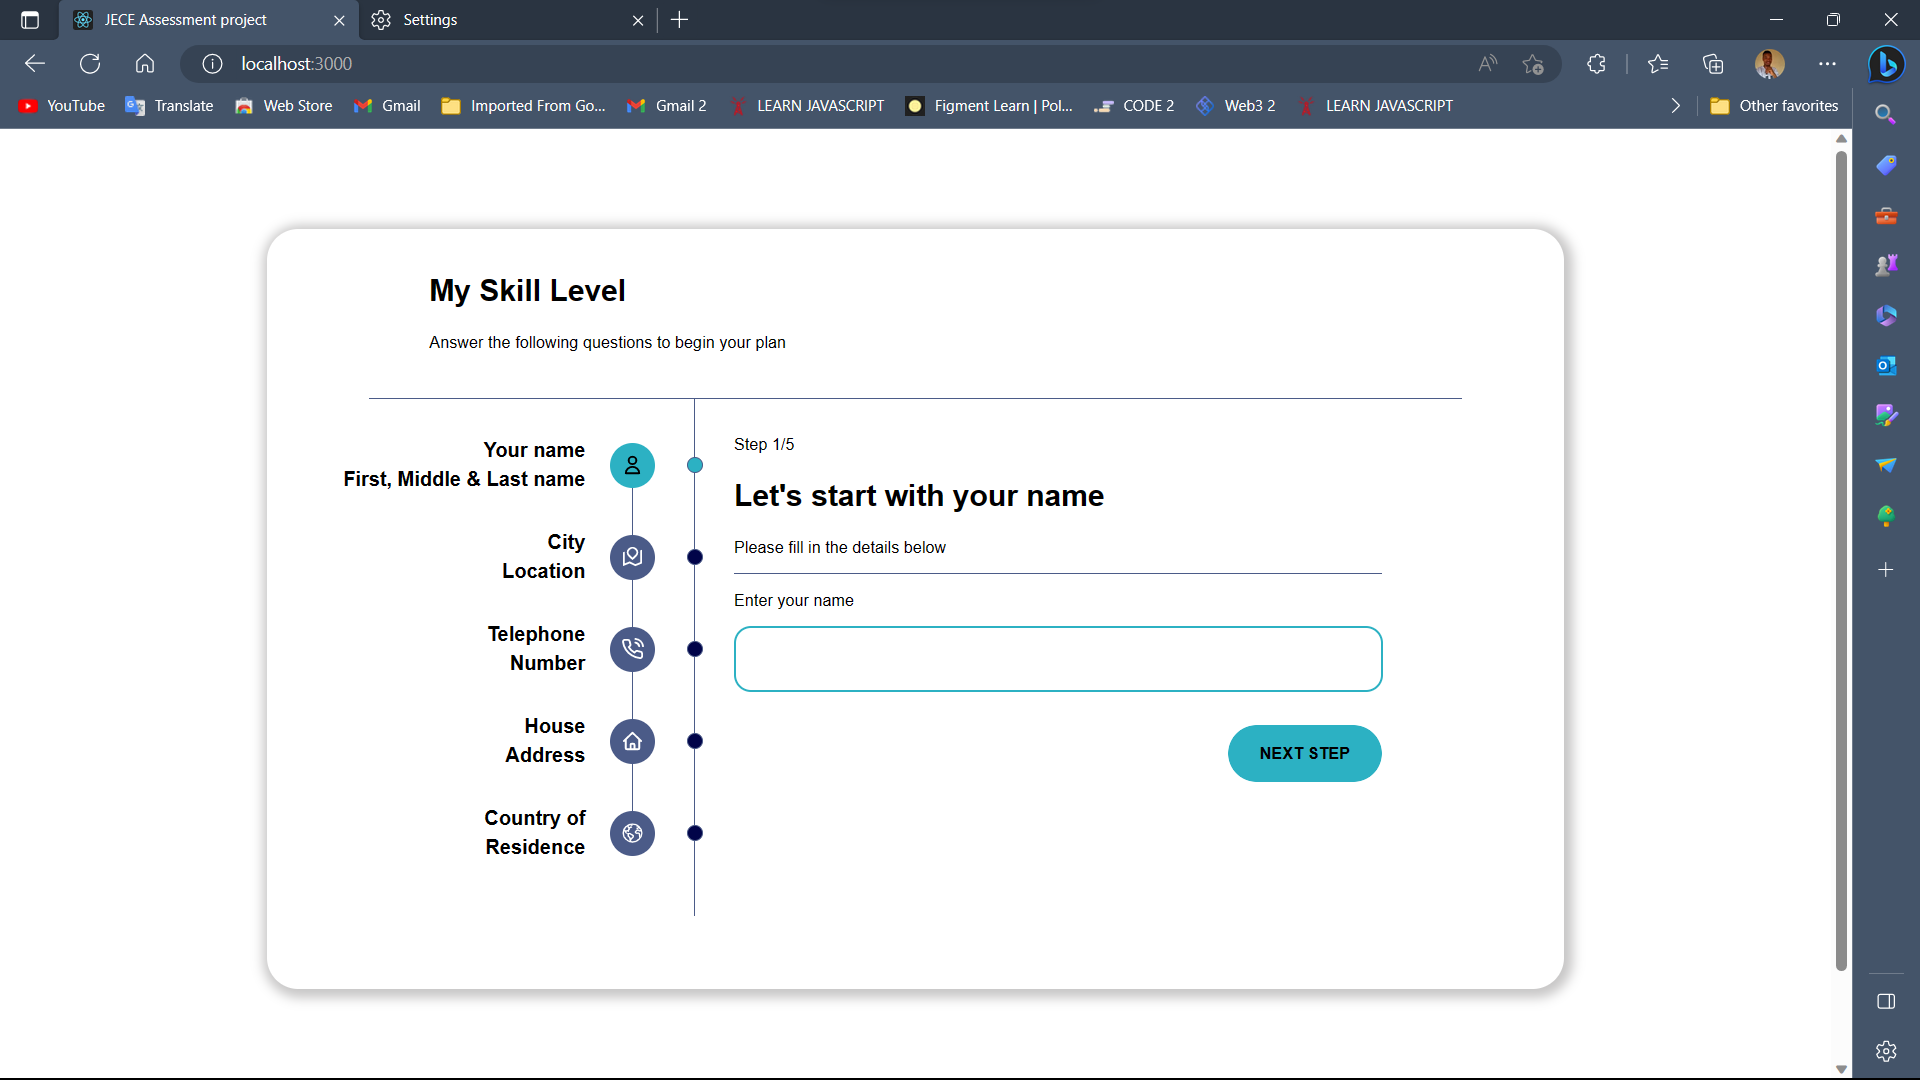 JECE Assessment project
Settings
localhost:3000
YouTube
Translate
Web Store
Gmail
Imported From Go...
Gmail 2
LEARN JAVASCRIPT
Figment Learn | Pol...
CODE 2
Web3 2
LEARN JAVASCRIPT
Other favorites
My Skill Level
Answer the following questions to begin your plan
Your name
First, Middle & Last name
City
Location
Telephone
Number
House
Address
Country of
Residence
Step 1/5
Let's start with your name
Please fill in the details below
Enter your name
NEXT STEP